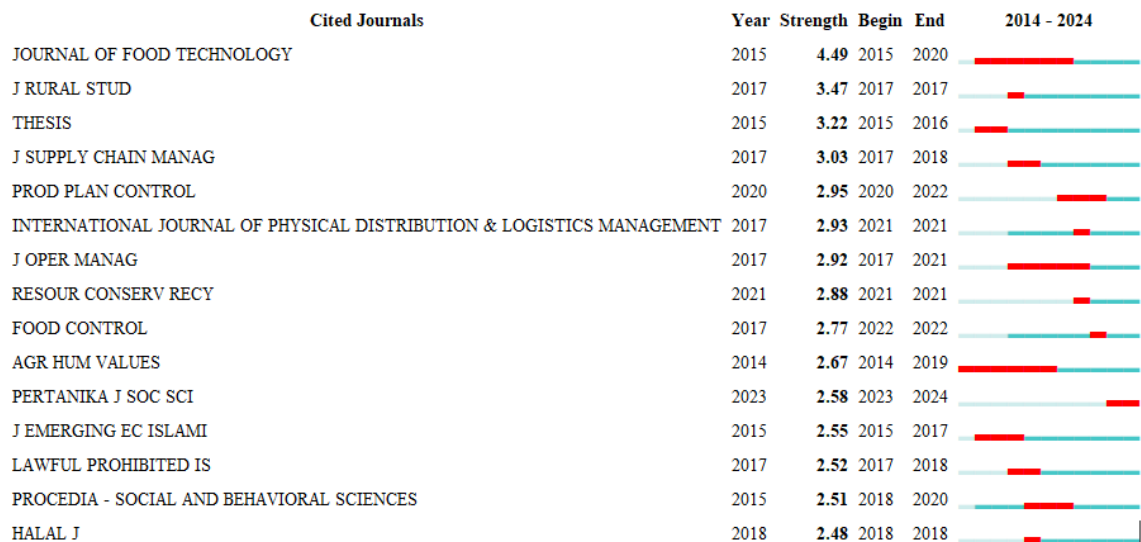 Cited Journals Year Strength Begin End 2014 - 2024
JOURNAL OF FOOD TECHNOLOGY 2015 4.49 2015 2020
J RURAL STUD 2017 3.47 2017 2017
THESIS 2015 3.22 2015 2016
J SUPPLY CHAIN MANAG 2017 3.03 2017 2018
PROD PLAN CONTROL 2020 2.95 2020 2022
INTERNATIONAL JOURNAL OF PHYSICAL DISTRIBUTION & LOGISTICS MANAGEMENT 2017 2.93 2021 2021
J OPER MANAG 2017 2.92 2017 2021
RESOUR CONSERV RECY 2021 2.88 2021 2021
FOOD CONTROL 2017 2.77 2022 2022
AGR HUM VALUES 2014 2.67 2014 2019
PERTANIKA J SOC SCI 2023 2.58 2023 2024
J EMERGING EC ISLAMI 2015 2.55 2015 2017
LAWFUL PROHIBITED IS 2017 2.52 2017 2018
PROCEDIA - SOCIAL AND BEHAVIORAL SCIENCES 2015 2.51 2018 2020
HALAL J 2018 2.48 2018 2018